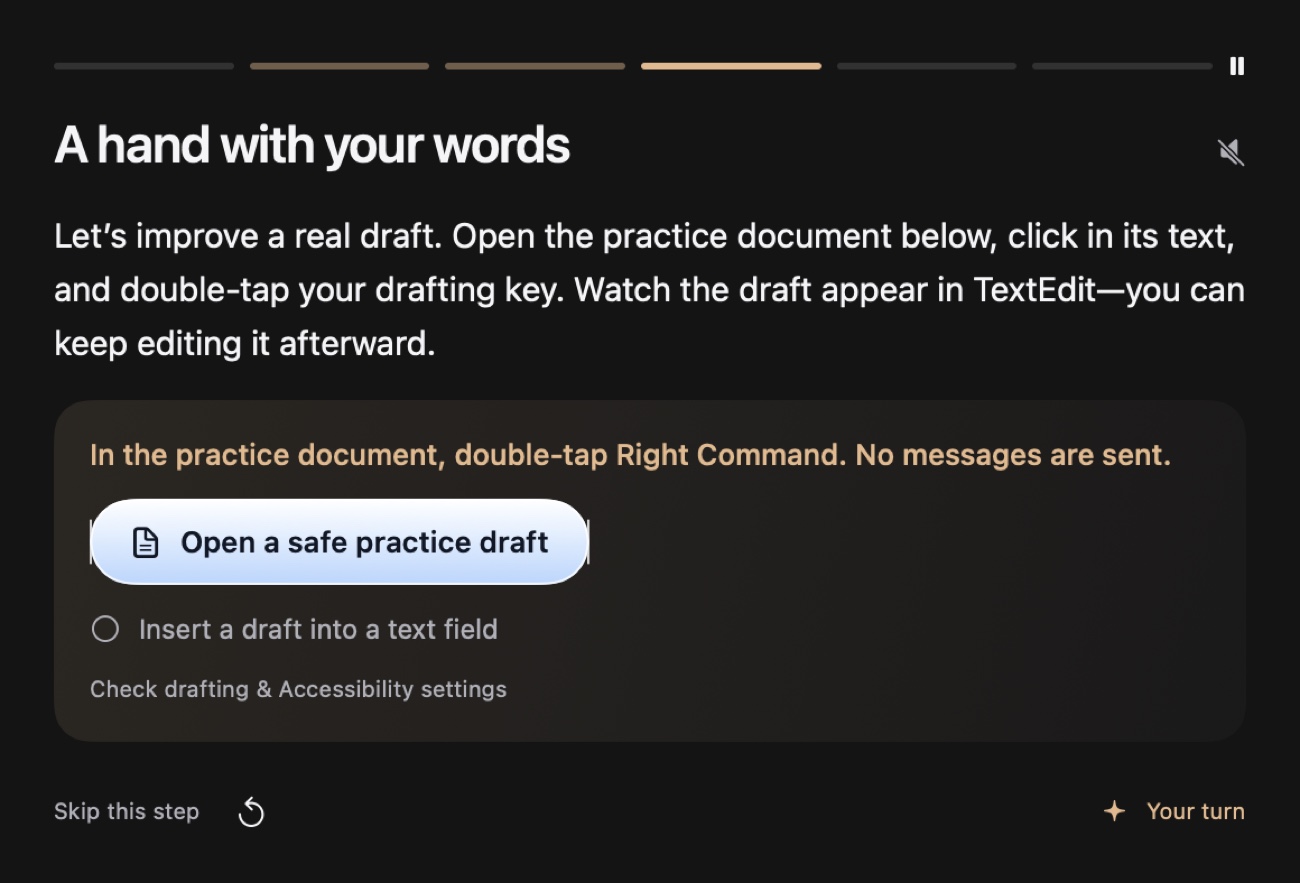 A hand with your words
Let’s improve a real draft. Open the practice document below, click in its text,
and double-tap your drafting key. Watch the draft appear in TextEdit—you can
keep editing it afterward.
In the practice document, double-tap Right Command. No messages are sent.
Open a safe practice draft
Insert a draft into a text field
Check drafting & Accessibility settings
Skip this step
Your turn